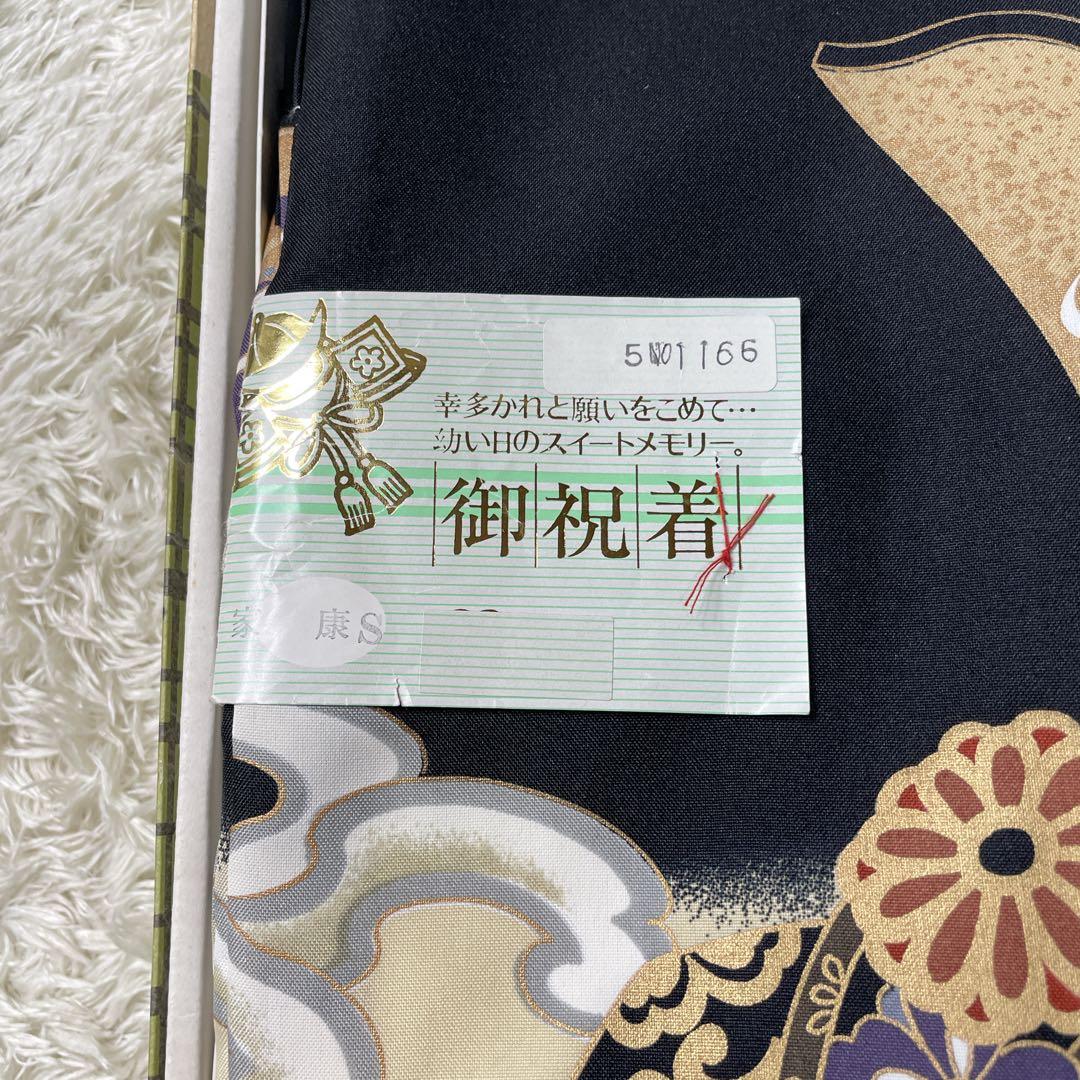 5N01166
幸多かれと願いをこめて…
幼い日のスイートメモリー。
御祝着
家康S